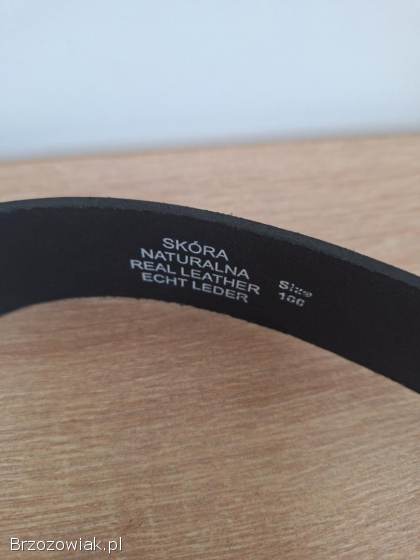 SKÓRA
NATURALNA
REAL LEATHER
ECHT LEDER
Size
100
Brzozowiak.pl